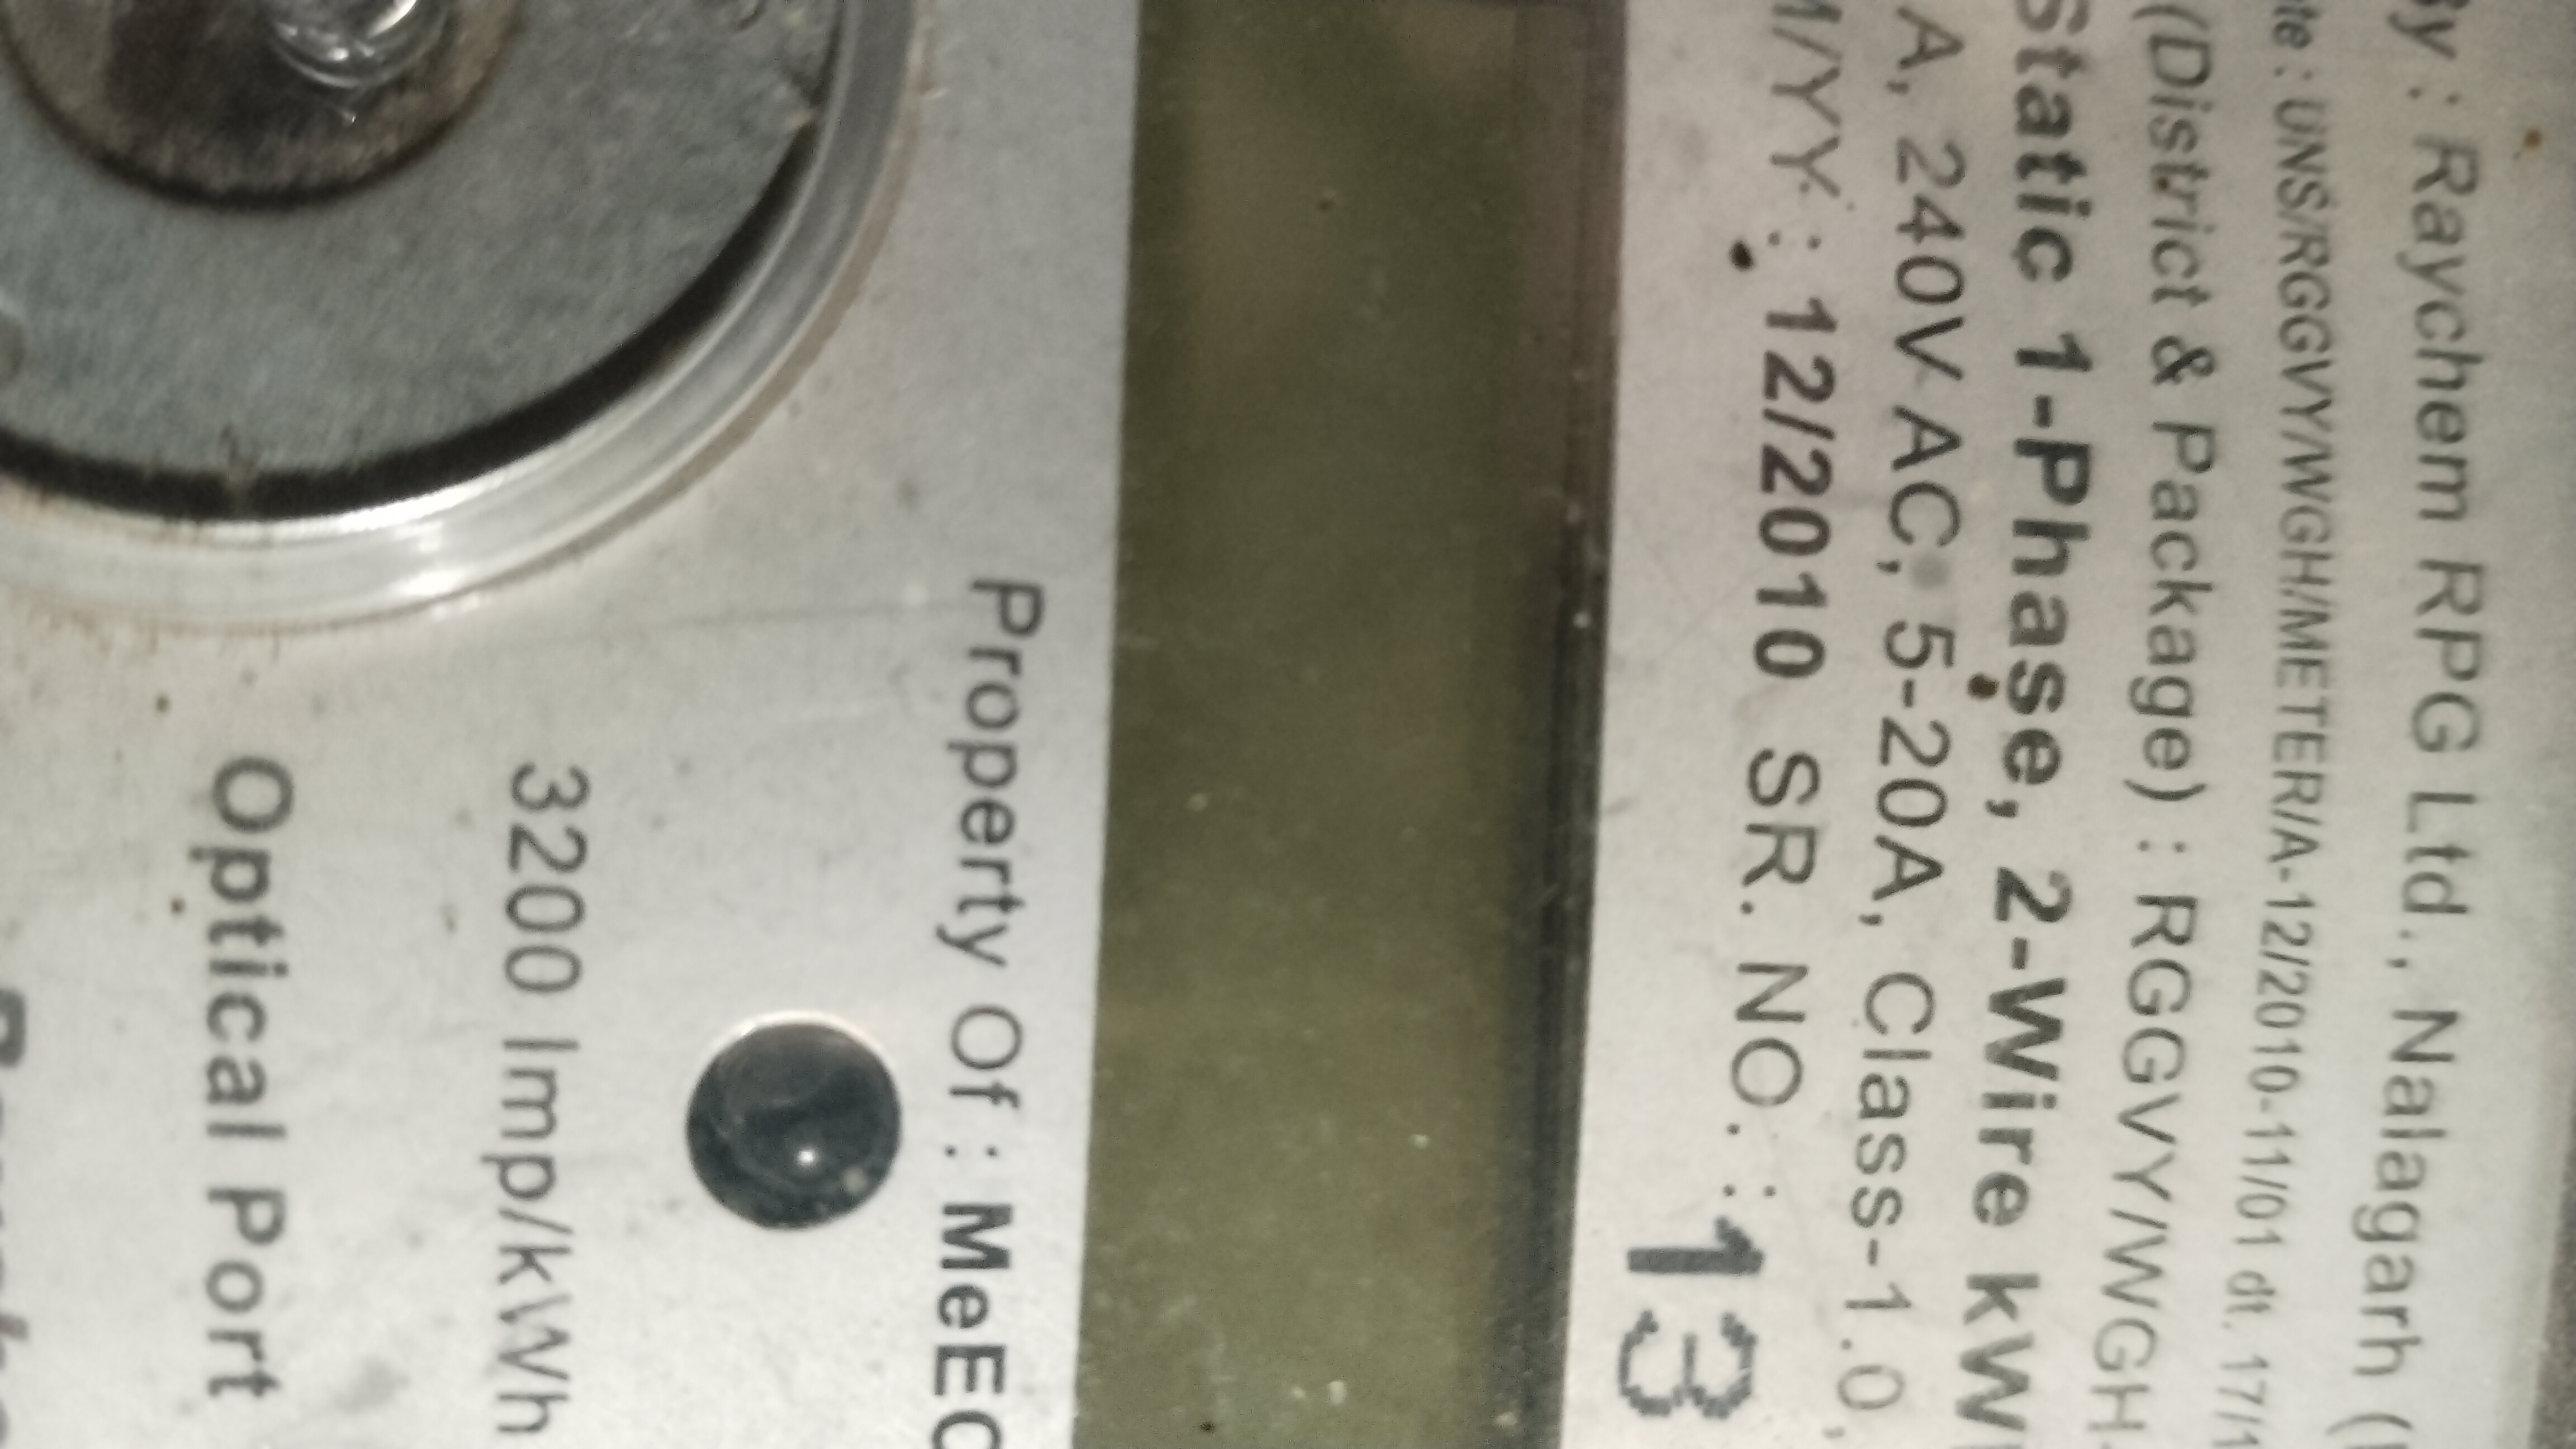 By : Raychem RPG Ltd., Nalagarh (
: UNS/RGGVY/WGH/METER/A-12/2010-11/01 dt. 17/1
(District & Package) : RGGVY/WGH-
Static 1-Phase, 2-Wire kW
A, 240V AC, 5-20A, Class-1.0,
M/YY : 12/2010 SR. NO. : 13
Property Of : MeEC
3200 Imp/kWh
Optical Port